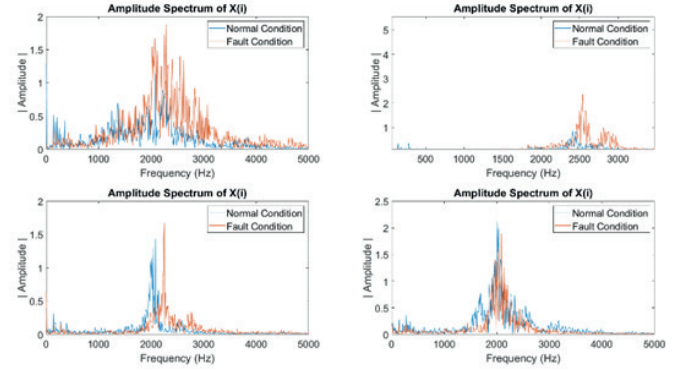 Amplitude Spectrum of X(i)
Normal Condition
Fault Condition
2
1.5
1
0.5
0
| Amplitude |
0 1000 2000 3000 4000 5000
Frequency (Hz)
Amplitude Spectrum of X(i)
Normal Condition
Fault Condition
5
4
3
2
1
| Amplitude |
500 1000 1500 2000 2500 3000
Frequency (Hz)
Amplitude Spectrum of X(i)
Normal Condition
Fault Condition
2
1.5
1
0.5
0
| Amplitude |
0 1000 2000 3000 4000 5000
Frequency (Hz)
Amplitude Spectrum of X(i)
Normal Condition
Fault Condition
2.5
2
1.5
1
0.5
0
| Amplitude |
0 1000 2000 3000 4000 5000
Frequency (Hz)